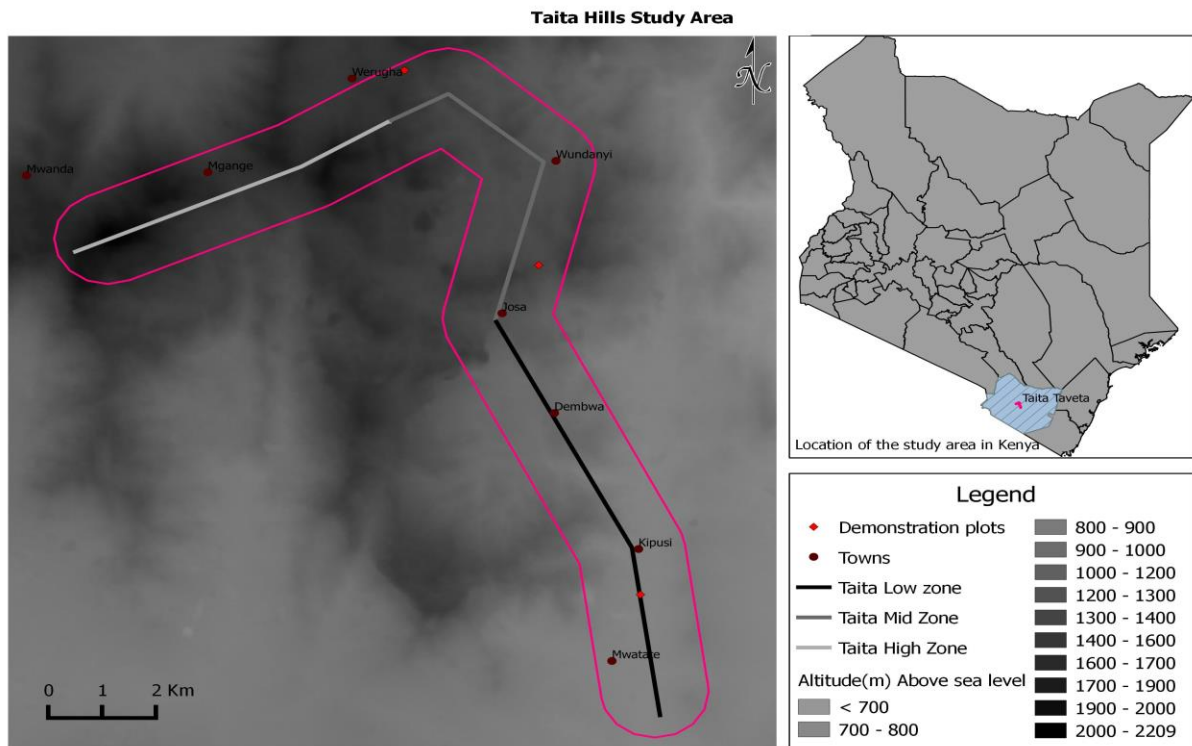 Taita Hills Study Area
N
Werugha
Mwanda
Mgange
Wundanyi
Josa
Dembwa
Kipusi
Mwatate
0 1 2 Km
Taita Taveta
Location of the study area in Kenya
Legend
Demonstration plots
Towns
Taita Low zone
Taita Mid Zone
Taita High Zone
Altitude(m) Above sea level
< 700
700 - 800
800 - 900
900 - 1000
1000 - 1200
1200 - 1300
1300 - 1400
1400 - 1600
1600 - 1700
1700 - 1900
1900 - 2000
2000 - 2209